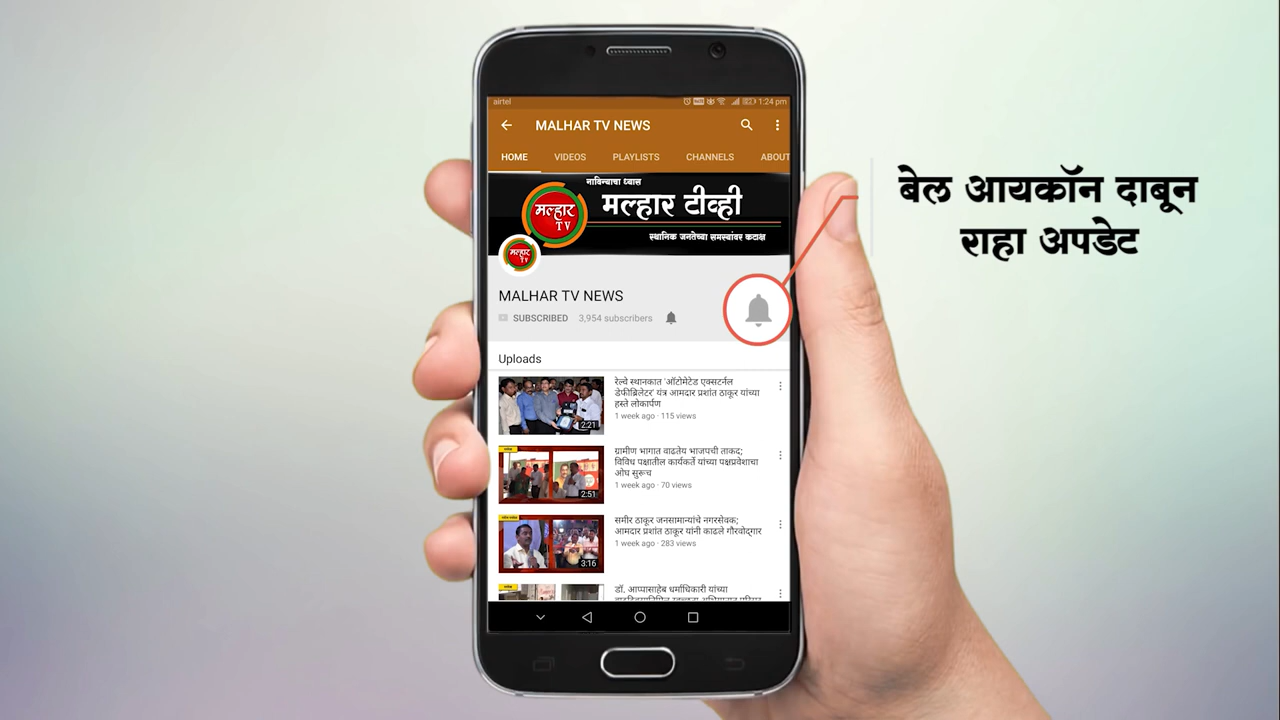 airtel
1:24 pm
MALHAR TV NEWS
HOME VIDEOS PLAYLISTS CHANNELS ABOUT
नाविन्याचा ध्यास
मल्हार टीव्ही
मल्हार
TV
स्थानिक जनतेच्या समस्यांवर कटाक्ष
मल्हार
TV
MALHAR TV NEWS
SUBSCRIBED 3,954 subscribers
बेल आयकॉन दाबून
राहा अपडेट
Uploads
रेल्वे स्थानकात 'ऑटोमेटेड एक्सटर्नल
डेफीब्रिलेटर' यंत्र आमदार प्रशांत ठाकूर यांच्या
हस्ते लोकार्पण
1 week ago · 115 views
2:21
ग्रामीण भागात वाढतेय भाजपची ताकद;
विविध पक्षातील कार्यकर्ते यांच्या पक्षप्रवेशाचा
ओघ सुरूच
1 week ago · 70 views
2:51
समीर ठाकूर जनसामान्यांचे नगरसेवक;
आमदार प्रशांत ठाकूर यांनी काढले गौरवोद्गार
1 week ago · 283 views
3:16
डॉ. आप्पासाहेब धर्माधिकारी यांच्या